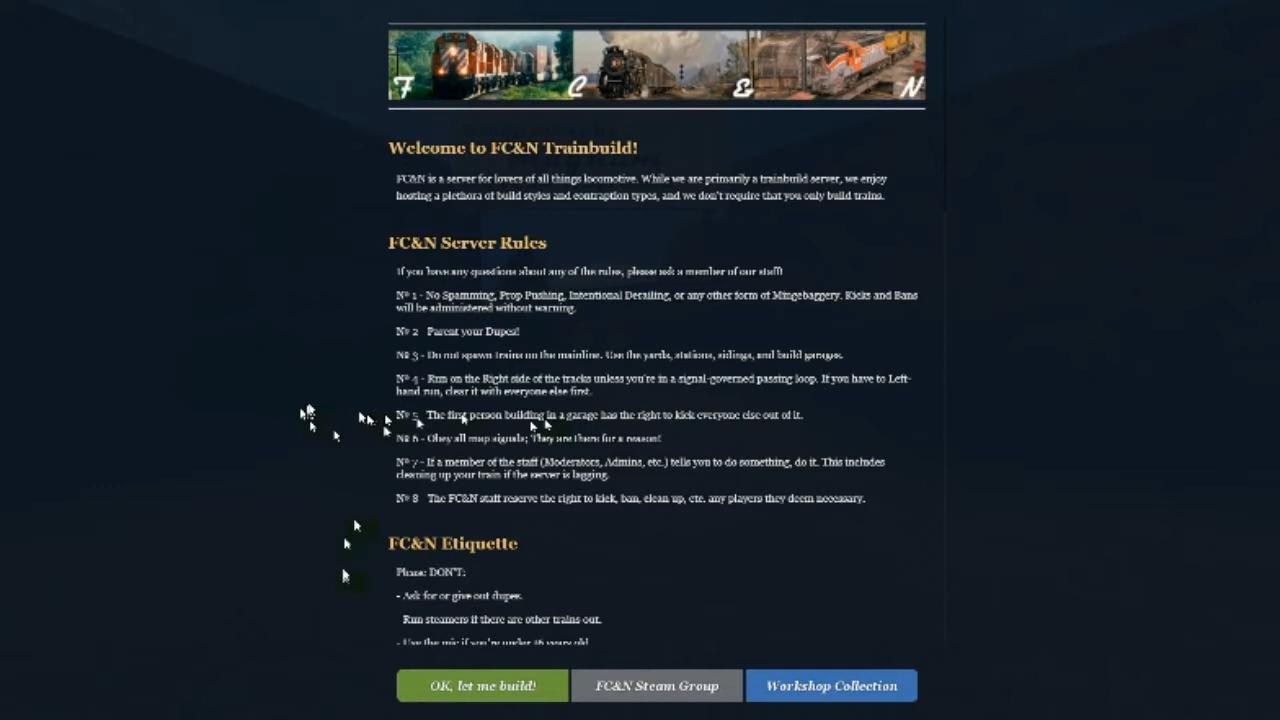 F C & N
Welcome to FC&N Trainbuild!
FC&N is a server for lovers of all things locomotive. While we are primarily a trainbuild server, we enjoy
hosting a plethora of build styles and contraption types, and we don't require that you only build trains.
FC&N Server Rules
If you have any questions about any of the rules, please ask a member of our staff!
Nº 1 - No Spamming, Prop Pushing, Intentional Derailing, or any other form of Mingebaggery. Kicks and Bans
will be administered without warning.
Nº 2 - Parent your Dupes!
Nº 3 - Do not spawn trains on the mainline. Use the yards, stations, sidings, and build garages.
Nº 4 - Run on the Right side of the tracks unless you're in a signal-governed passing loop. If you have to Left-
hand run, clear it with everyone else first.
Nº 5 - The first person building in a garage has the right to kick everyone else out of it.
Nº 6 - Obey all map signals; They are there for a reason!
Nº 7 - If a member of the staff (Moderators, Admins, etc.) tells you to do something, do it. This includes
cleaning up your train if the server is lagging.
Nº 8 - The FC&N staff reserve the right to kick, ban, clean up, etc. any players they deem necessary.
FC&N Etiquette
Please DON'T:
- Ask for or give out dupes.
- Run steamers if there are other trains out.
- Use the mic if you're under 16 years old
OK, let me build!
FC&N Steam Group
Workshop Collection